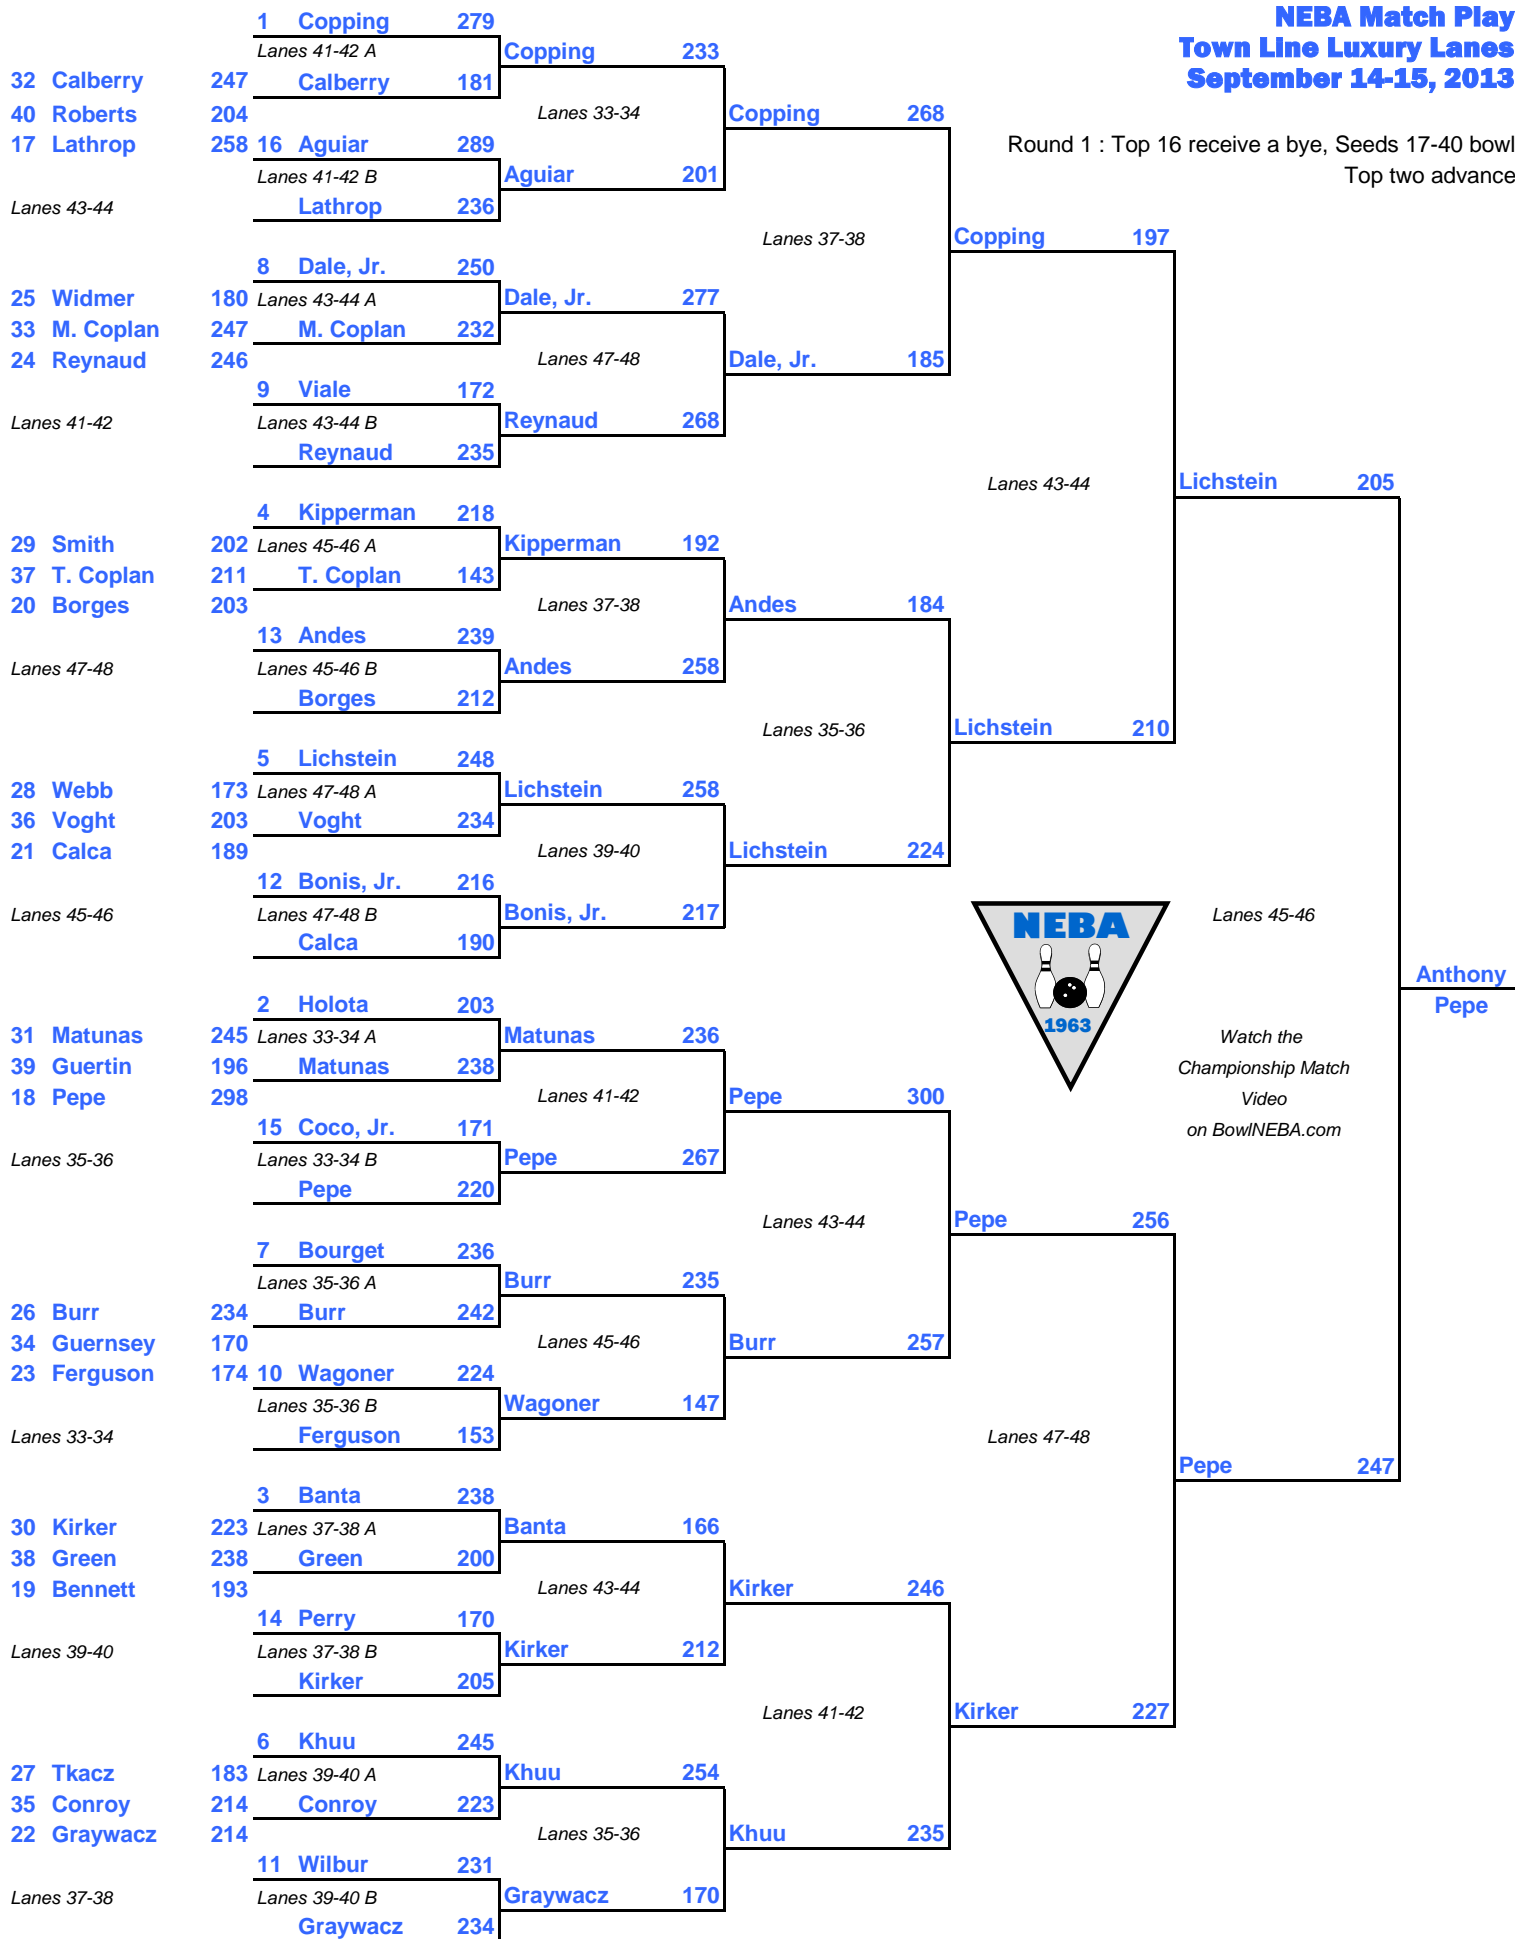 NEBA Match Play
Town Line Luxury Lanes
September 14-15, 2013
Round 1 : Top 16 receive a bye, Seeds 17-40 bowl
Top two advance
32 Calberry 247
40 Roberts 204
17 Lathrop 258
Lanes 43-44
25 Widmer 180
33 M. Coplan 247
24 Reynaud 246
Lanes 41-42
29 Smith 202
37 T. Coplan 211
20 Borges 203
Lanes 47-48
28 Webb 173
36 Voght 203
21 Calca 189
Lanes 45-46
31 Matunas 245
39 Guertin 196
18 Pepe 298
Lanes 35-36
26 Burr 234
34 Guernsey 170
23 Ferguson 174
Lanes 33-34
30 Kirker 223
38 Green 238
19 Bennett 193
Lanes 39-40
27 Tkacz 183
35 Conroy 214
22 Graywacz 214
Lanes 37-38
1 Copping 279
Lanes 41-42 A
Calberry 181
16 Aguiar 289
Lanes 41-42 B
Lathrop 236
8 Dale, Jr. 250
Lanes 43-44 A
M. Coplan 232
9 Viale 172
Lanes 43-44 B
Reynaud 235
4 Kipperman 218
Lanes 45-46 A
T. Coplan 143
13 Andes 239
Lanes 45-46 B
Borges 212
5 Lichstein 248
Lanes 47-48 A
Voght 234
12 Bonis, Jr. 216
Lanes 47-48 B
Calca 190
2 Holota 203
Lanes 33-34 A
Matunas 238
15 Coco, Jr. 171
Lanes 33-34 B
Pepe 220
7 Bourget 236
Lanes 35-36 A
Burr 242
10 Wagoner 224
Lanes 35-36 B
Ferguson 153
3 Banta 238
Lanes 37-38 A
Green 200
14 Perry 170
Lanes 37-38 B
Kirker 205
6 Khuu 245
Lanes 39-40 A
Conroy 223
11 Wilbur 231
Lanes 39-40 B
Graywacz 234
Copping 233
Lanes 33-34
Aguiar 201
Dale, Jr. 277
Lanes 47-48
Reynaud 268
Kipperman 192
Lanes 37-38
Andes 258
Lichstein 258
Lanes 39-40
Bonis, Jr. 217
Matunas 236
Lanes 41-42
Pepe 267
Burr 235
Lanes 45-46
Wagoner 147
Banta 166
Lanes 43-44
Kirker 212
Khuu 254
Lanes 35-36
Graywacz 170
Copping 268
Lanes 37-38
Dale, Jr. 185
Andes 184
Lanes 35-36
Lichstein 224
Pepe 300
Lanes 43-44
Burr 257
Kirker 246
Lanes 41-42
Khuu 235
Copping 197
Lanes 43-44
Lichstein 210
Pepe 256
Lanes 47-48
Kirker 227
Lichstein 205
Lanes 45-46
Pepe 247
Anthony
Pepe
NEBA
1963
Watch the
Championship Match
Video
on BowlNEBA.com